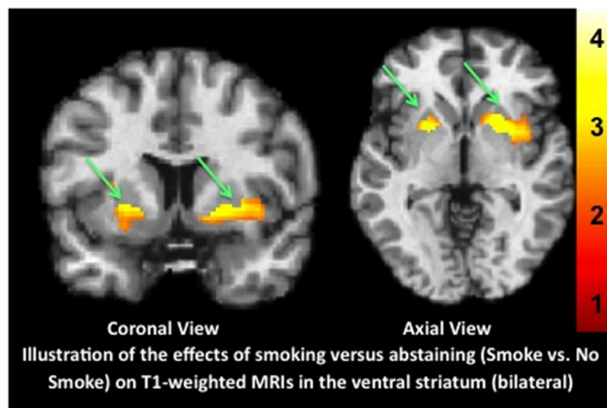 4
3
2
1
Coronal View
Axial View
Illustration of the effects of smoking versus abstaining (Smoke vs. No
Smoke) on T1-weighted MRIs in the ventral striatum (bilateral)